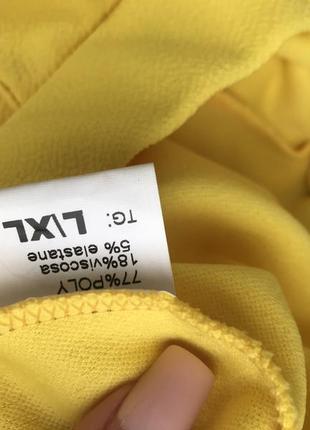 77%POLY
18%viscosa
5% elastane
TG: L\XL